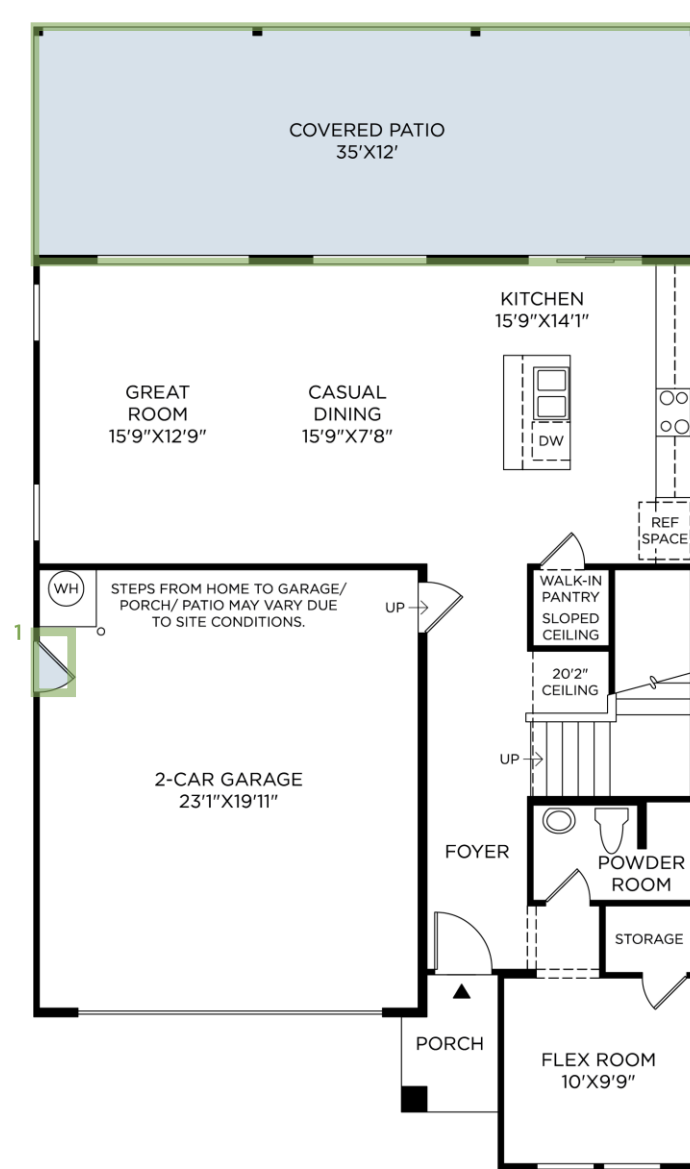 COVERED PATIO
35'X12'
KITCHEN
15'9"X14'1"
GREAT
ROOM
15'9"X12'9"
CASUAL
DINING
15'9"X7'8"
DW
REF
SPACE
WH
STEPS FROM HOME TO GARAGE/
PORCH/ PATIO MAY VARY DUE
TO SITE CONDITIONS.
UP
WALK-IN
PANTRY
SLOPED
CEILING
1
20'2"
CEILING
UP
2-CAR GARAGE
23'1"X19'11"
FOYER
POWDER
ROOM
STORAGE
PORCH
FLEX ROOM
10'X9'9"